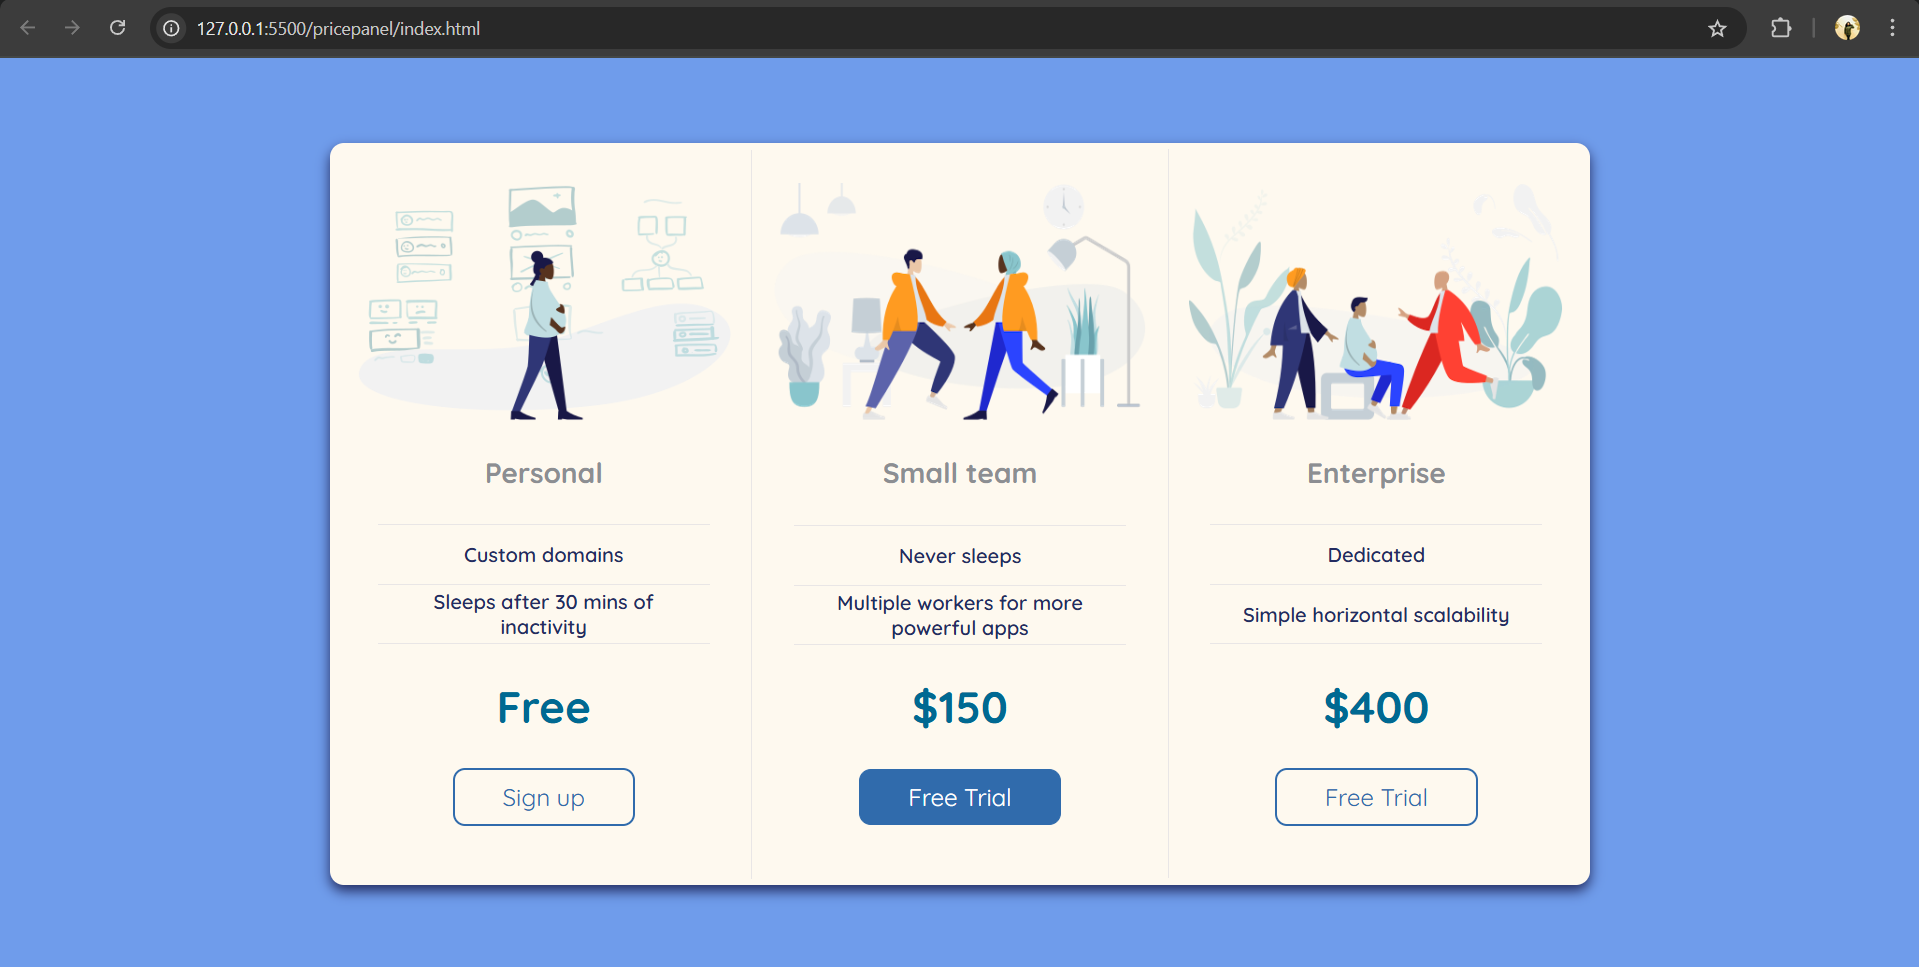 127.0.0.1:5500/pricepanel/index.html
Personal
Custom domains
Sleeps after 30 mins of
inactivity
Free
Sign up
Small team
Never sleeps
Multiple workers for more
powerful apps
$150
Free Trial
Enterprise
Dedicated
Simple horizontal scalability
$400
Free Trial